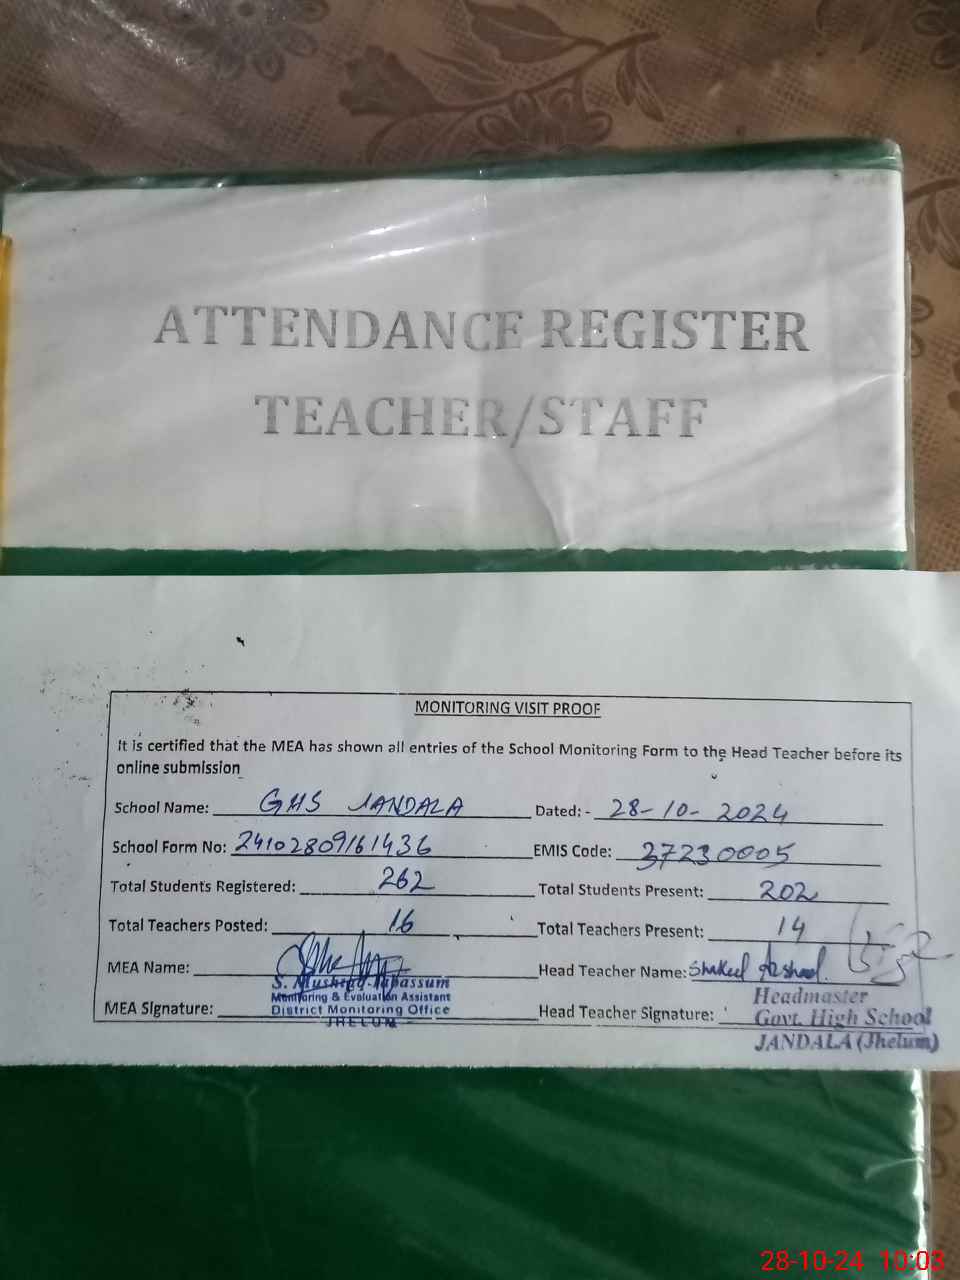 ATTENDANCE REGISTER
TEACHER/STAFF
MONITORING VISIT PROOF
It is certified that the MEA has shown all entries of the School Monitoring Form to the Head Teacher before its
online submission
School Name: GHS JANDALA Dated: - 28-10-2024
School Form No: 24102809161436 EMIS Code: 37230005
Total Students Registered: 262 Total Students Present: 202
Total Teachers Posted: 16 Total Teachers Present: 14
MEA Name: Head Teacher Name: Shakeel Arshad
S. Mushtaq Tapassum
Monitoring & Evaluation Assistant
MEA Signature: District Monitoring Office Head Teacher Signature:
JHELUM
Headmaster
Govt. High School
JANDALA (Jhelum)
28-10-24 10:03